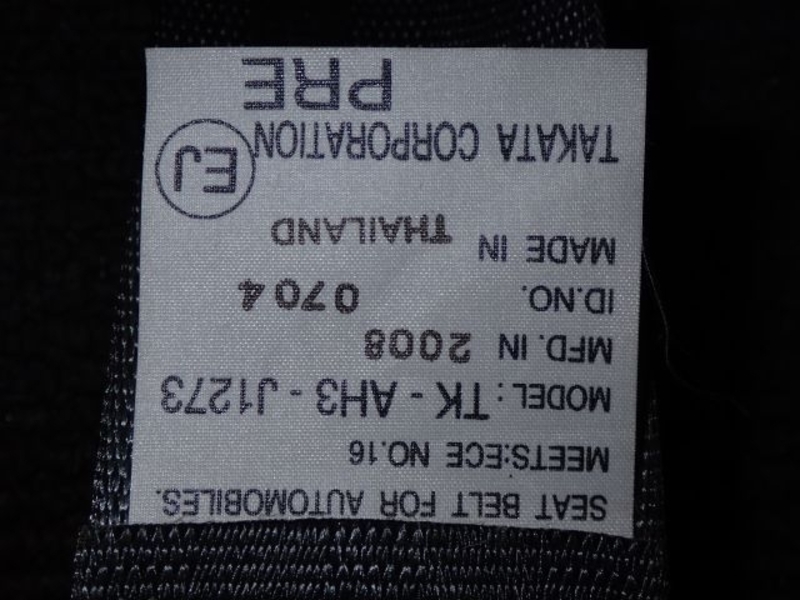 SEAT BELT FOR AUTOMOBILES.
MEETS:ECE NO.16
MODEL: TK - AH3 - J1273
MFD. IN 2008
ID.NO. 0704
MADE IN THAILAND
TAKATA CORPORATION EJ
PRE